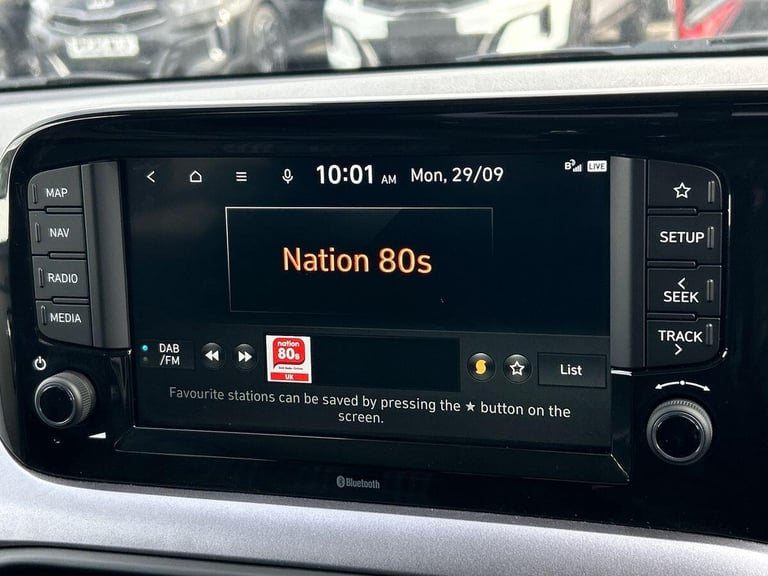 10:01 AM Mon, 29/09
LIVE
MAP
NAV
RADIO
MEDIA
SETUP
SEEK
TRACK
Nation 80s
DAB
/FM
nation
80s
UK
List
Favourite stations can be saved by pressing the ★ button on the
screen.
Bluetooth